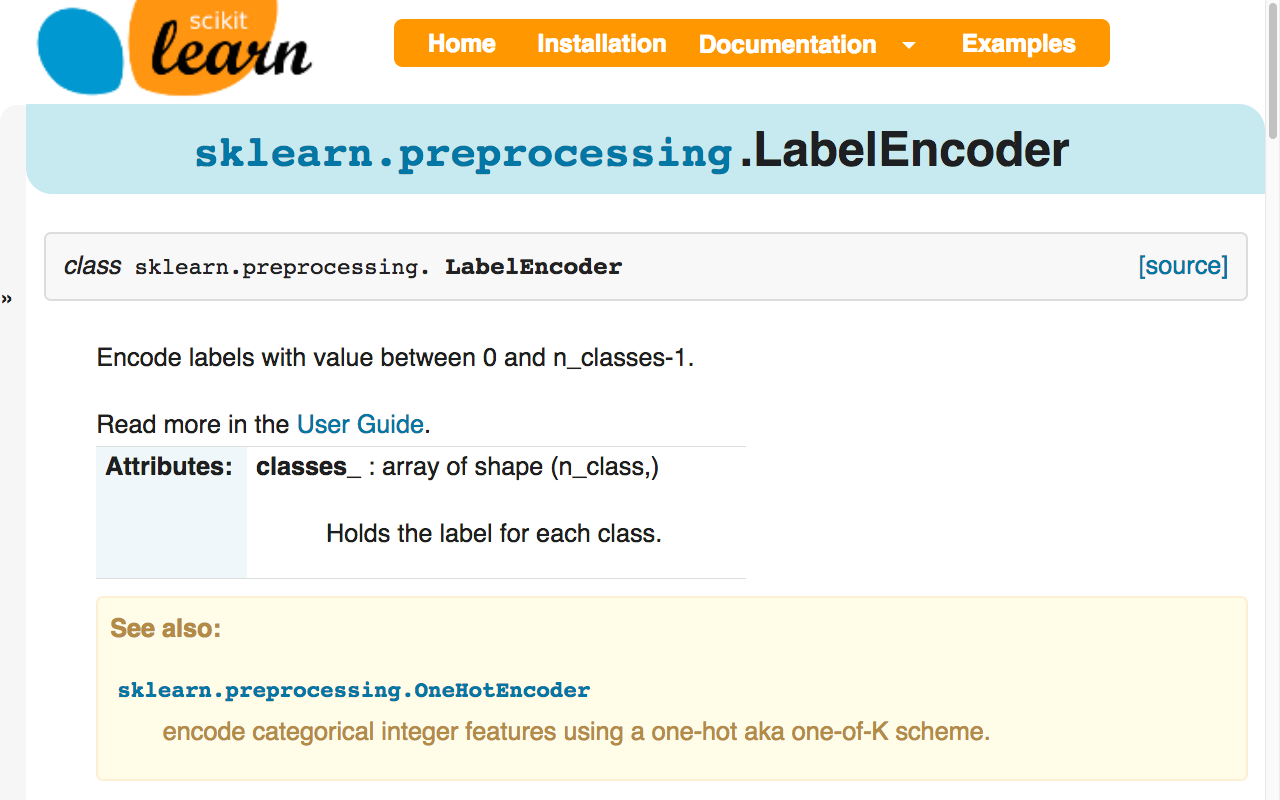 scikit
learn
Home Installation Documentation Examples
sklearn.preprocessing.LabelEncoder
class sklearn.preprocessing. LabelEncoder [source]
»
Encode labels with value between 0 and n_classes-1.
Read more in the User Guide.
Attributes: classes_ : array of shape (n_class,)
Holds the label for each class.
See also:
sklearn.preprocessing.OneHotEncoder
encode categorical integer features using a one-hot aka one-of-K scheme.